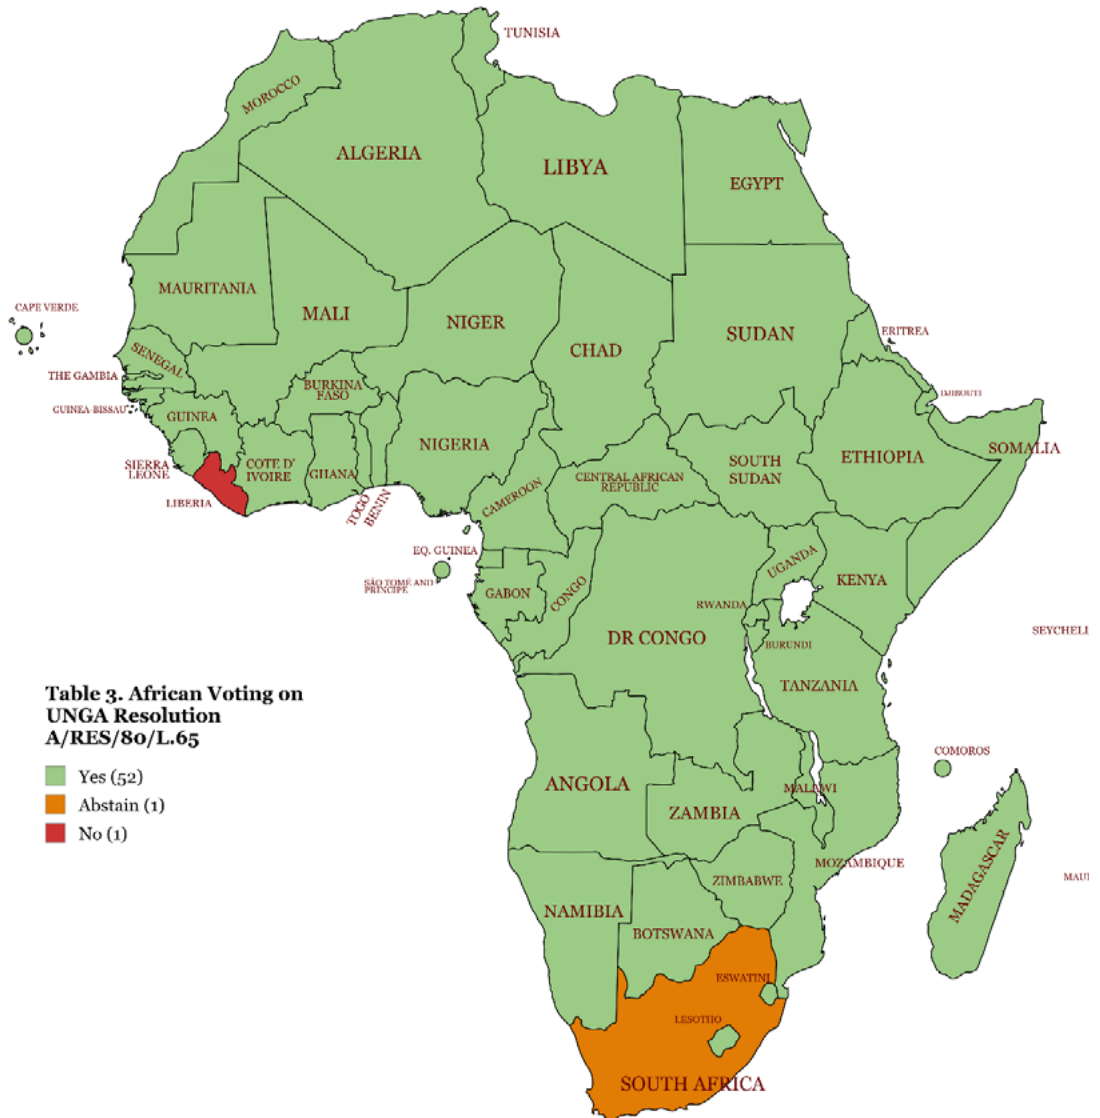 TUNISIA
MOROCCO
ALGERIA
LIBYA
EGYPT
MAURITANIA
CAPE VERDE
MALI
NIGER
CHAD
SUDAN
ERITREA
SENEGAL
THE GAMBIA
BURKINA
FASO
DJIBOUTI
GUINEA-BISSAU
GUINEA
NIGERIA
SOMALIA
SIERRA
LEONE
COTE D'
IVOIRE
GHANA
CENTRAL AFRICAN
REPUBLIC
SOUTH
SUDAN
ETHIOPIA
LIBERIA
TOGO
BENIN
CAMEROON
EQ. GUINEA
SÃO TOMÉ AND
PRINCIPE
GABON
CONGO
UGANDA
KENYA
RWANDA
DR CONGO
BURUNDI
SEYCHELL
TANZANIA
Table 3. African Voting on
UNGA Resolution
A/RES/80/L.65
Yes (52)
Abstain (1)
No (1)
COMOROS
ANGOLA
MALAWI
ZAMBIA
MOZAMBIQUE
MADAGASCAR
MAU
ZIMBABWE
NAMIBIA
BOTSWANA
ESWATINI
LESOTHO
SOUTH AFRICA